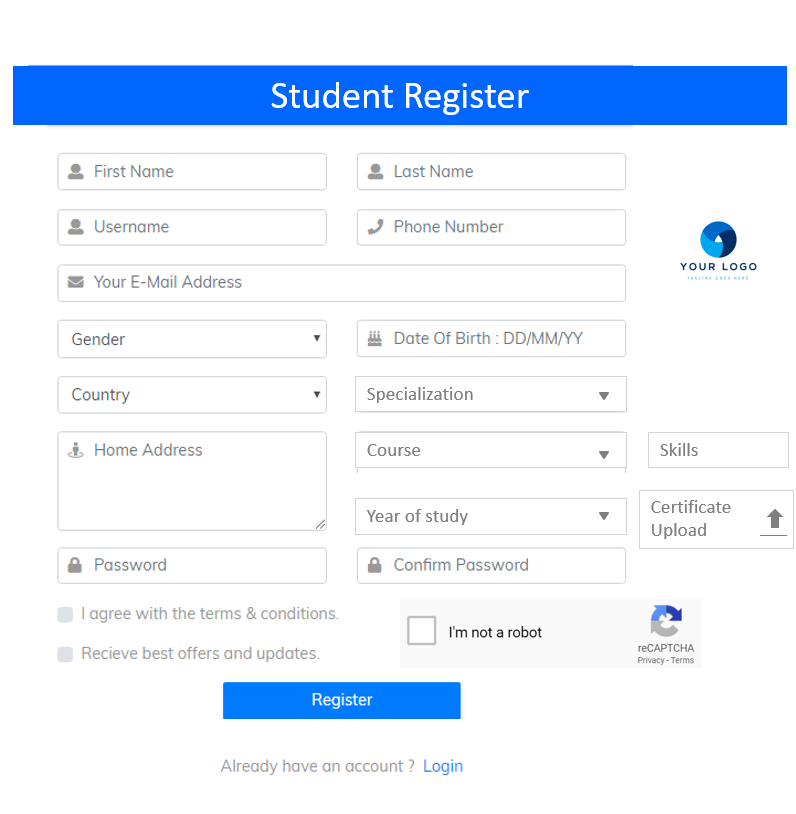 Student Register
First Name
Last Name
Username
Phone Number
YOUR LOGO
TAGLINE GOES HERE
Your E-Mail Address
Gender
Date Of Birth : DD/MM/YY
Country
Specialization
Home Address
Course
Skills
Year of study
Certificate
Upload
Password
Confirm Password
I agree with the terms & conditions.
I'm not a robot
reCAPTCHA
Privacy - Terms
Recieve best offers and updates.
Register
Already have an account ? Login